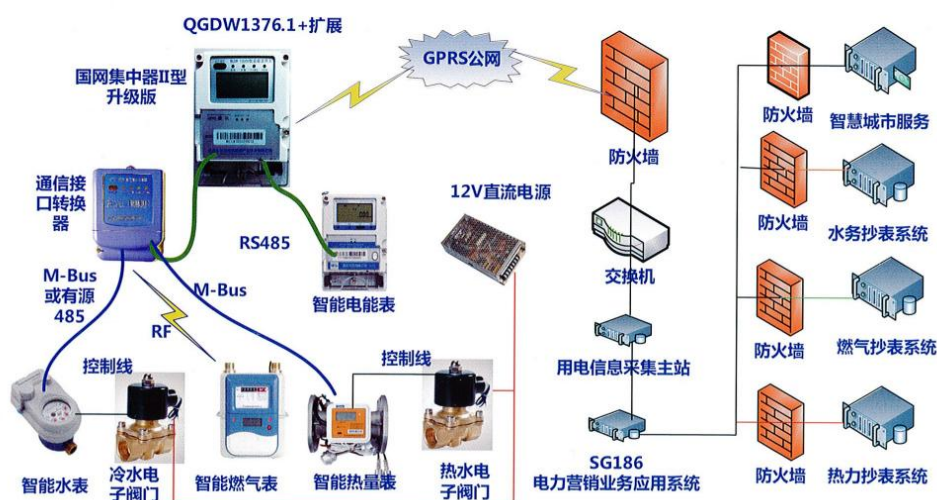 QGDW1376.1+扩展
国网集中器II型
升级版
GPRS公网
防火墙
防火墙
智慧城市服务
通信接
口转换
器
RS485
12V直流电源
智能电能表
交换机
防火墙
水务抄表系统
M-Bus
或有源
485
M-Bus
RF
用电信息采集主站
防火墙
燃气抄表系统
控制线
控制线
智能水表
冷水电
子阀门
智能燃气表
智能热量表
热水电
子阀门
SG186
电力营销业务应用系统
防火墙
热力抄表系统